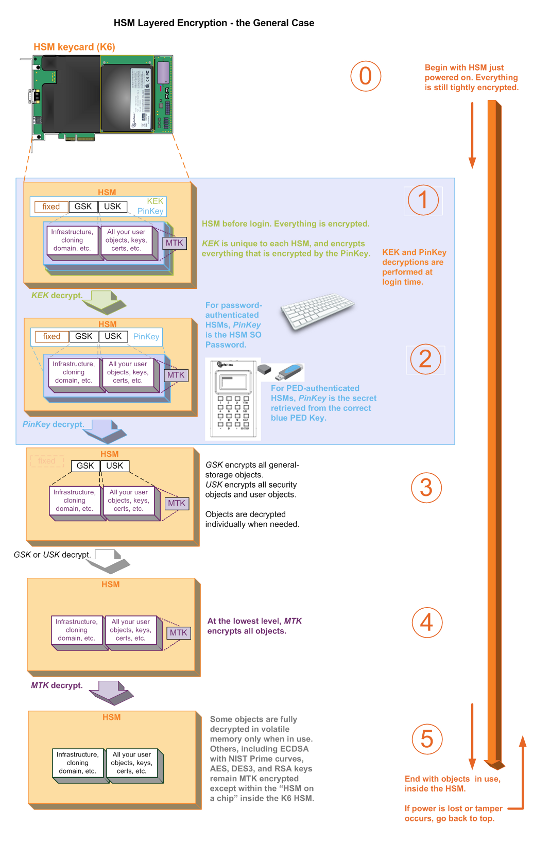 HSM Layered Encryption - the General Case
HSM keycard (K6)
0
Begin with HSM just
powered on. Everything
is still tightly encrypted.
HSM
fixed GSK USK KEK
PinKey
Infrastructure,
cloning
domain, etc.
All your user
objects, keys,
certs, etc.
MTK
1
HSM before login. Everything is encrypted.
KEK is unique to each HSM, and encrypts
everything that is encrypted by the PinKey.
KEK and PinKey
decryptions are
performed at
login time.
KEK decrypt.
HSM
fixed GSK USK PinKey
Infrastructure
cloning
domain, etc.
All your user
objects, keys,
certs, etc.
MTK
For password-
authenticated
HSMs, PinKey
is the HSM SO
Password.
2
For PED-authenticated
HSMs, PinKey is the secret
retrieved from the correct
blue PED Key.
PinKey decrypt.
HSM
fixed GSK USK
Infrastructure,
cloning
domain, etc.
All your user
objects, keys,
certs, etc.
MTK
GSK encrypts all general-
storage objects.
USK encrypts all security
objects and user objects.
Objects are decrypted
individually when needed.
3
GSK or USK decrypt.
HSM
Infrastructure,
cloning
domain, etc.
All your user
objects, keys,
certs, etc.
MTK
At the lowest level, MTK
encrypts all objects.
4
MTK decrypt.
HSM
Infrastructure,
cloning
domain, etc.
All your user
objects, keys,
certs, etc.
Some objects are fully
decrypted in volatile
memory only when in use.
Others, including ECDSA
with NIST Prime curves,
AES, DES3, and RSA keys
remain MTK encrypted
except within the “HSM on
a chip” inside the K6 HSM.
5
End with objects in use,
inside the HSM.
If power is lost or tamper
occurs, go back to top.